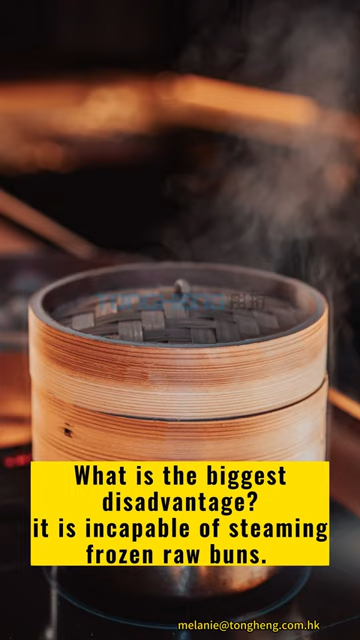 What is the biggest
disadvantage?
it is incapable of steaming
frozen raw buns.
melanie@tongheng.com.hk